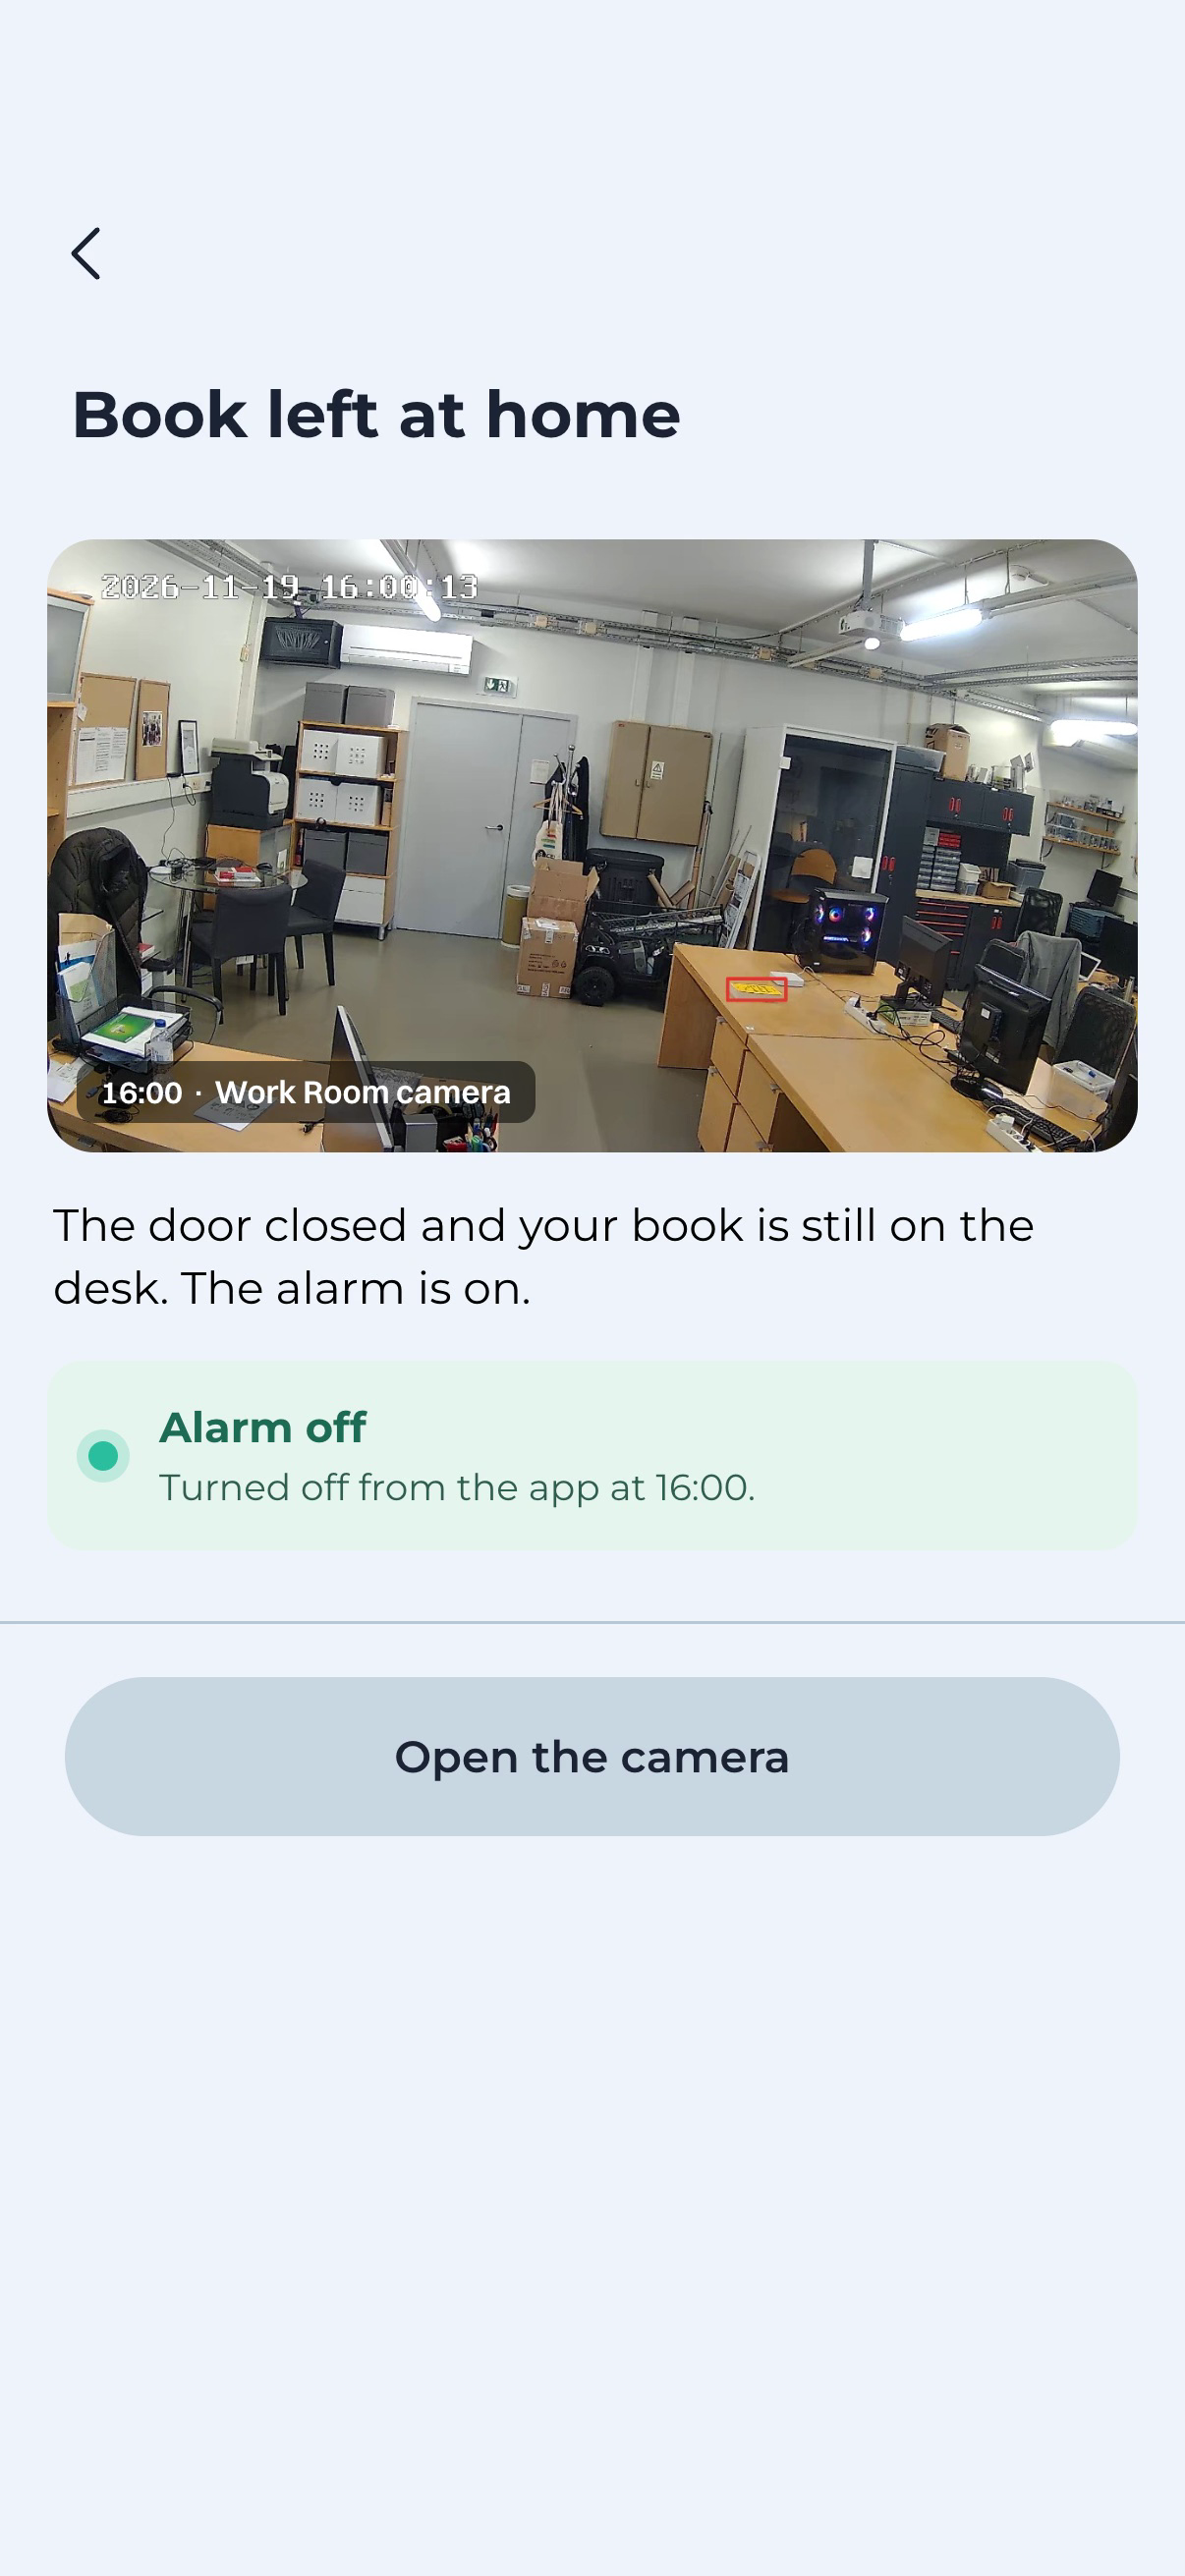 Book left at home
2026-11-19 16:00:13
16:00 · Work Room camera
The door closed and your book is still on the
desk. The alarm is on.
Alarm off
Turned off from the app at 16:00.
Open the camera